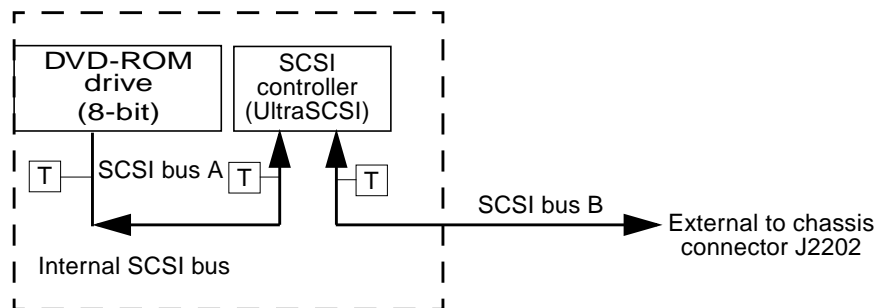 DVD-ROM
drive
(8-bit)
SCSI
controller
(UltraSCSI)
T
SCSI bus A
T
T
SCSI bus B
External to chassis
connector J2202
Internal SCSI bus